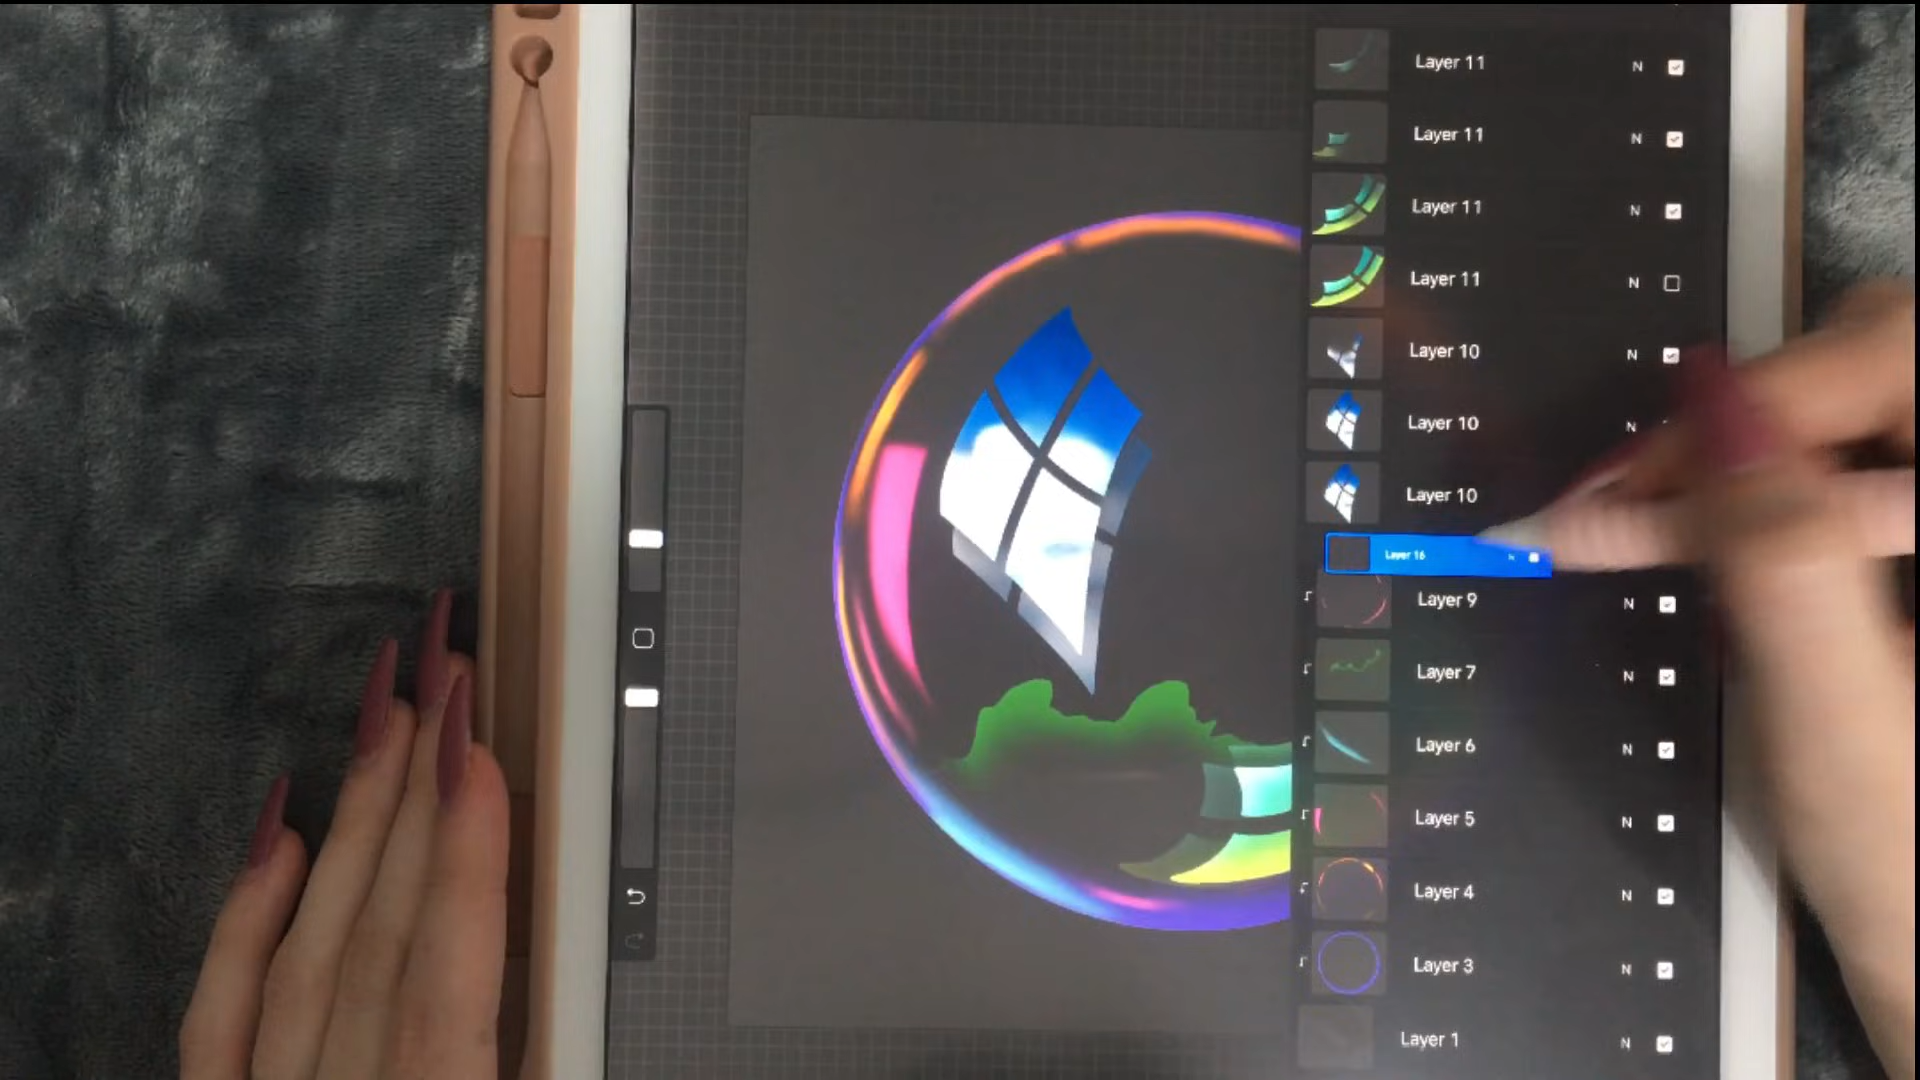 Layer 11 N
Layer 11 N
Layer 11 N
Layer 11 N
Layer 10 N
Layer 10 N
Layer 10
Layer 16 N
Layer 9 N
Layer 7 N
Layer 6 N
Layer 5 N
Layer 4 N
Layer 3 N
Layer 1 N